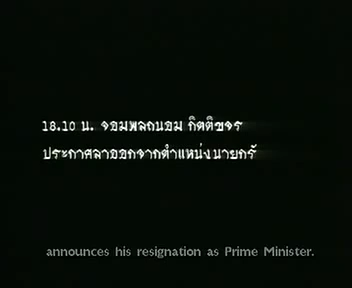 18.10 น. จอมพลถนอม กิตติขจร
ประกาศลาออกจากตำแหน่งนายกรั
announces his resignation as Prime Minister.